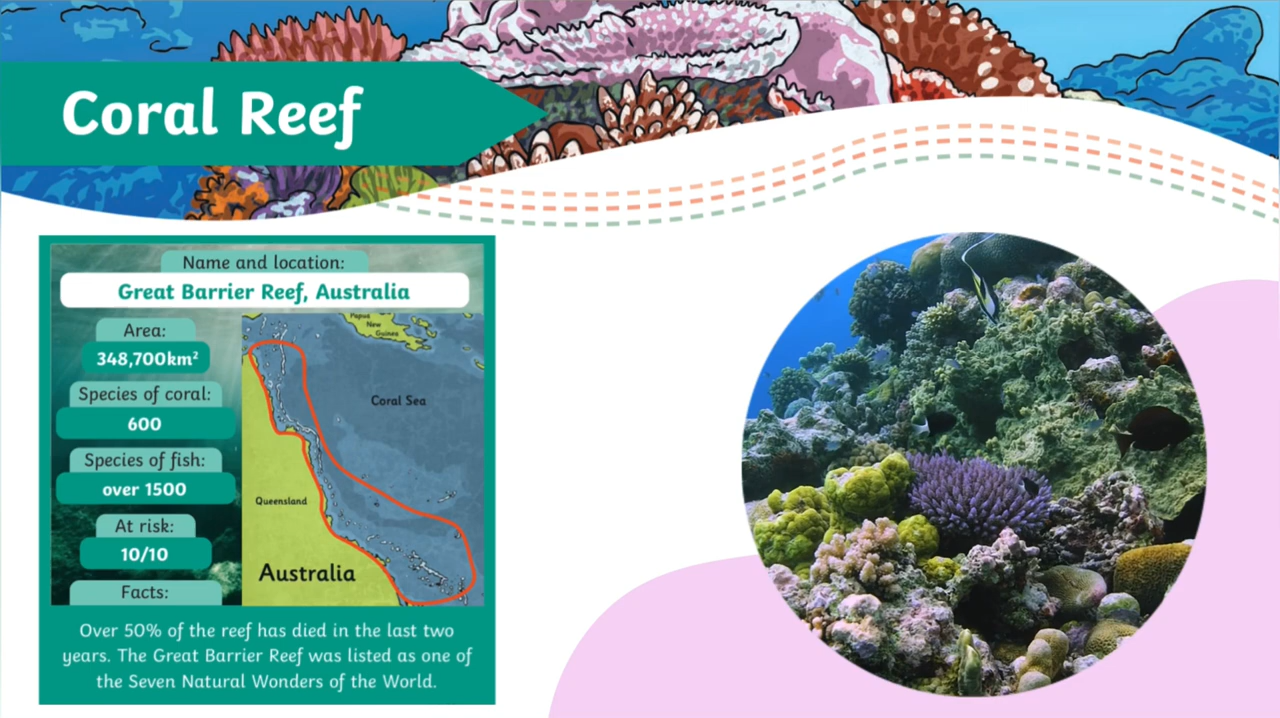 Coral Reef
Name and location:
Great Barrier Reef, Australia
Area:
348,700km²
Species of coral:
600
Species of fish:
over 1500
At risk:
10/10
Facts:
Papua
New
Guinea
Coral Sea
Queensland
Australia
Over 50% of the reef has died in the last two
years. The Great Barrier Reef was listed as one of
the Seven Natural Wonders of the World.